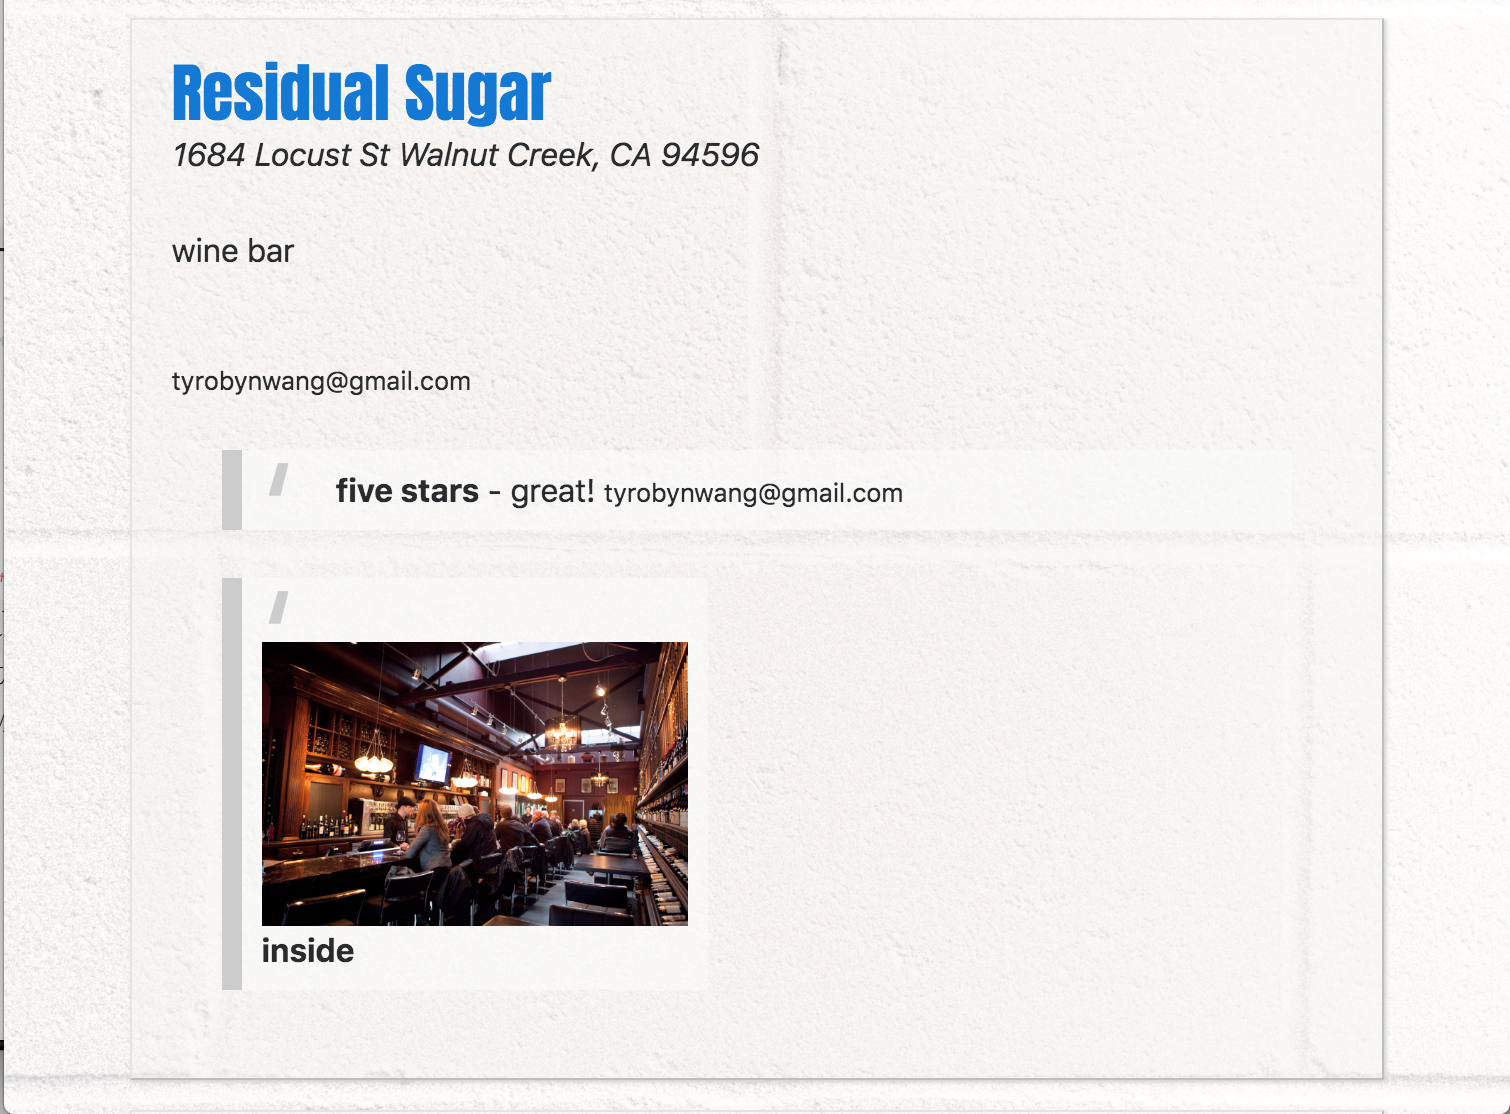 Residual Sugar
1684 Locust St Walnut Creek, CA 94596
wine bar
tyrobynwang@gmail.com
five stars - great! tyrobynwang@gmail.com
inside